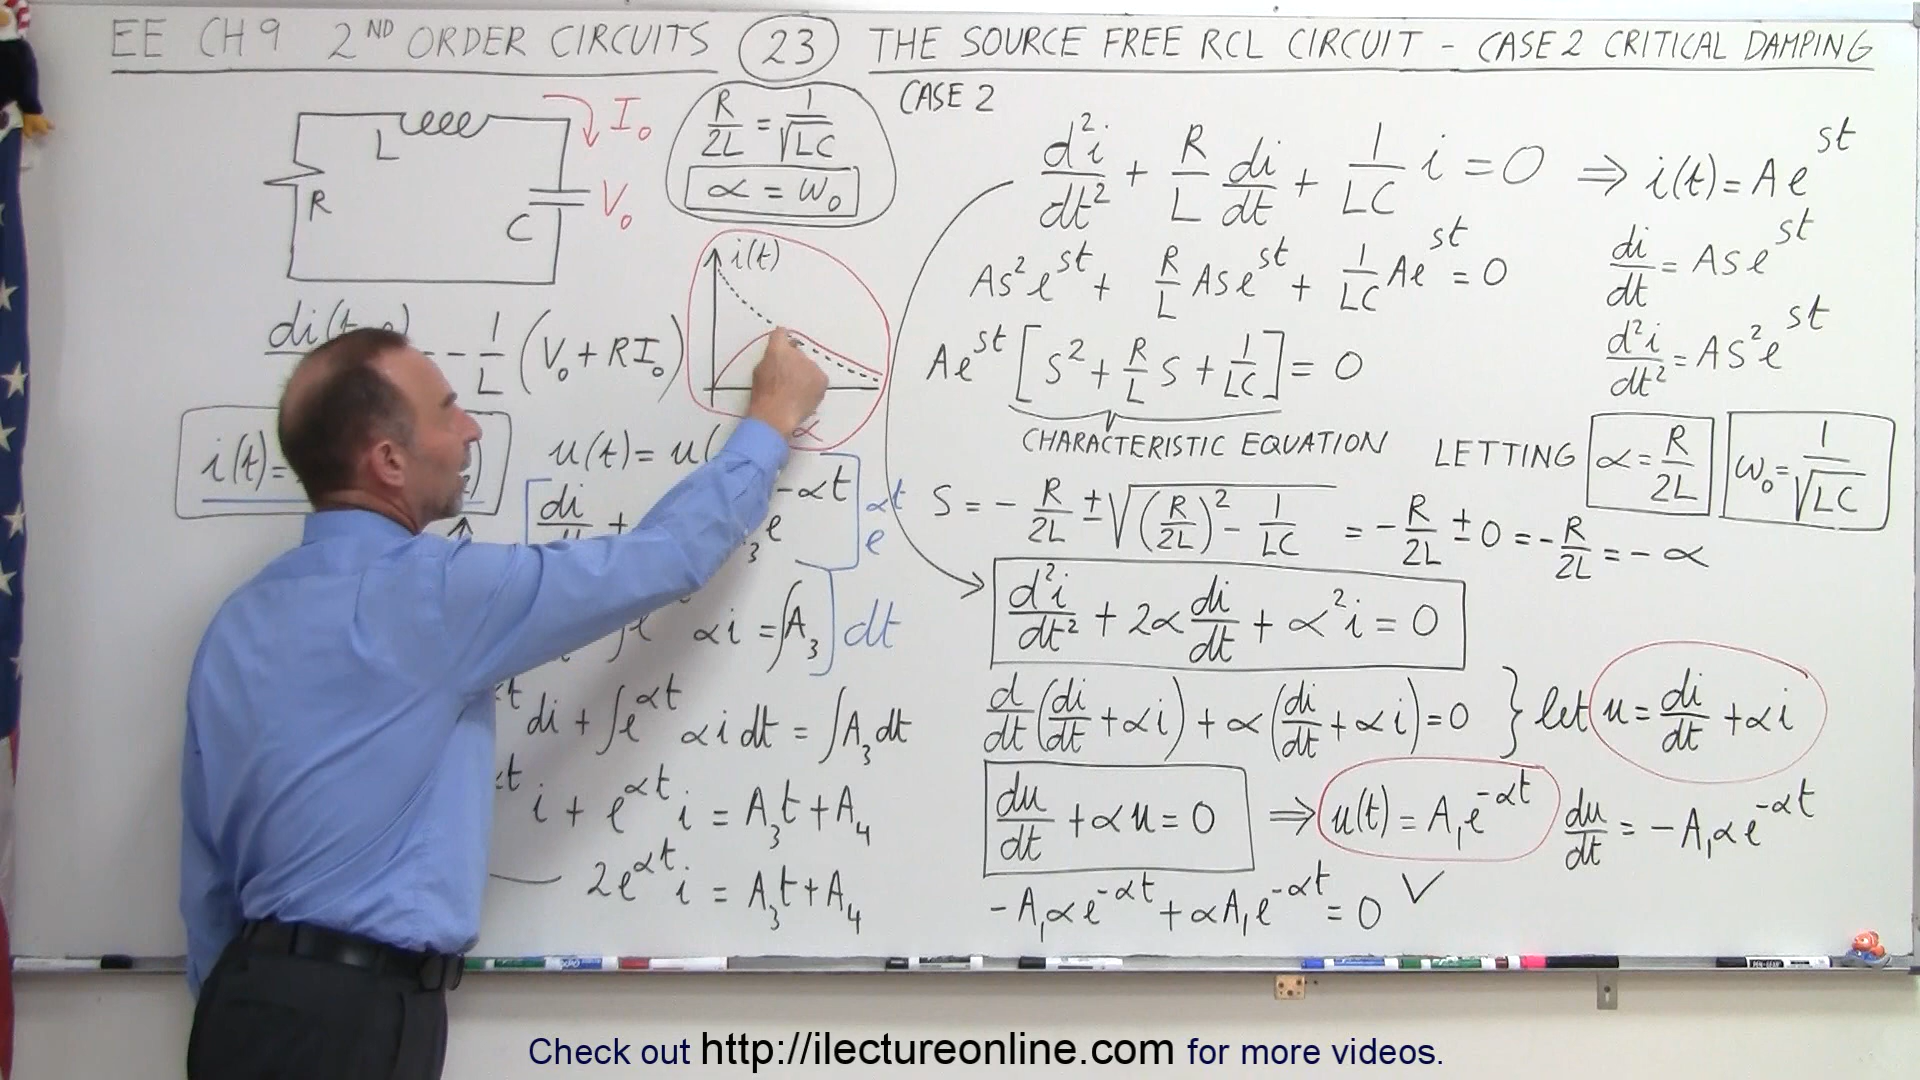 EE CH 9 2ND ORDER CIRCUITS 23 THE SOURCE FREE RCL CIRCUIT - CASE 2 CRITICAL DAMPING
L
R
C
I₀
V₀
R/2L = 1/√LC
α = ω₀
CASE 2
i(t)
α
- 1/L (V₀ + RI₀)
i(t) =
u(t) = u(
di
+
e^-αt
e^αt
αi = ∫A₃ dt
di + ∫e^αt αi dt = ∫A₃dt
i + e^αt i = A₃t + A₄
2e^αt i = A₃t + A₄
d²i/dt² + R/L di/dt + 1/LC i = 0 ⇒ i(t) = Ae^st
As²e^st + R/L Ase^st + 1/LC Ae^st = 0
di/dt = Ase^st
Ae^st [s² + R/L s + 1/LC] = 0
d²i/dt² = AS²e^st
CHARACTERISTIC EQUATION
LETTING α = R/2L ω₀ = 1/√LC
S = - R/2L ± √(R/2L)² - 1/LC = - R/2L ± 0 = - R/2L = - α
d²i/dt² + 2α di/dt + α²i = 0
d/dt (di/dt + αi) + α (di/dt + αi) = 0 } let u = di/dt + αi
du/dt + αu = 0 ⇒ u(t) = A₁e^-αt du/dt = -A₁αe^-αt
-A₁αe^-αt + αA₁e^-αt = 0 ✓
Check out http://ilectureonline.com for more videos.